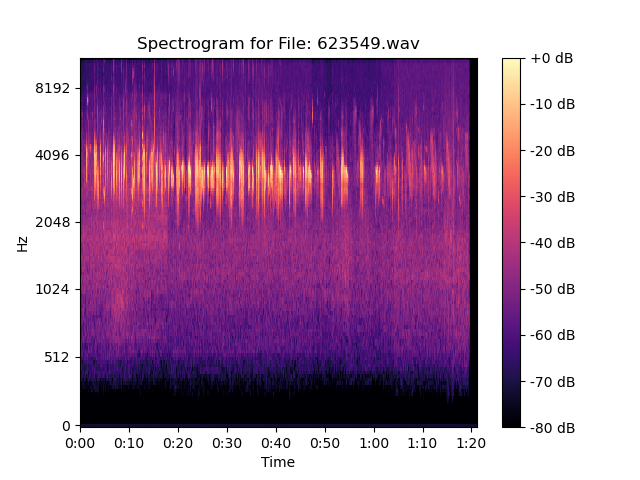 Spectrogram for File: 623549.wav
8192
4096
2048
1024
512
0
Hz
0:00 0:10 0:20 0:30 0:40 0:50 1:00 1:10 1:20
Time
+0 dB
-10 dB
-20 dB
-30 dB
-40 dB
-50 dB
-60 dB
-70 dB
-80 dB